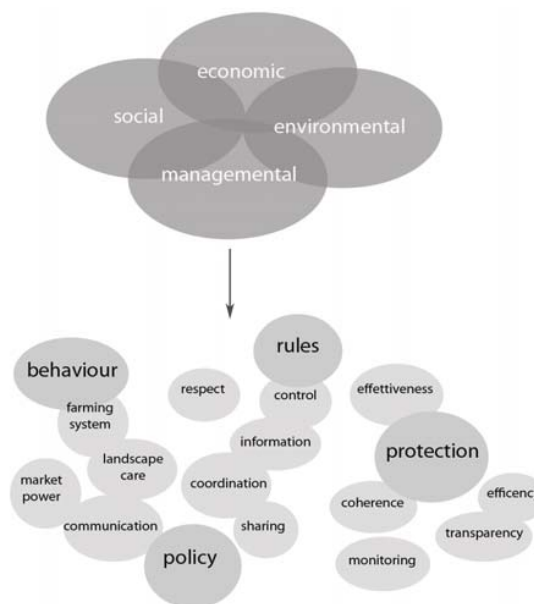 economic
social
environmental
managemental
rules
behaviour
respect
control
effettiveness
farming
system
information
protection
landscape
care
market
power
coordination
coherence
efficency
communication
sharing
transparency
policy
monitoring